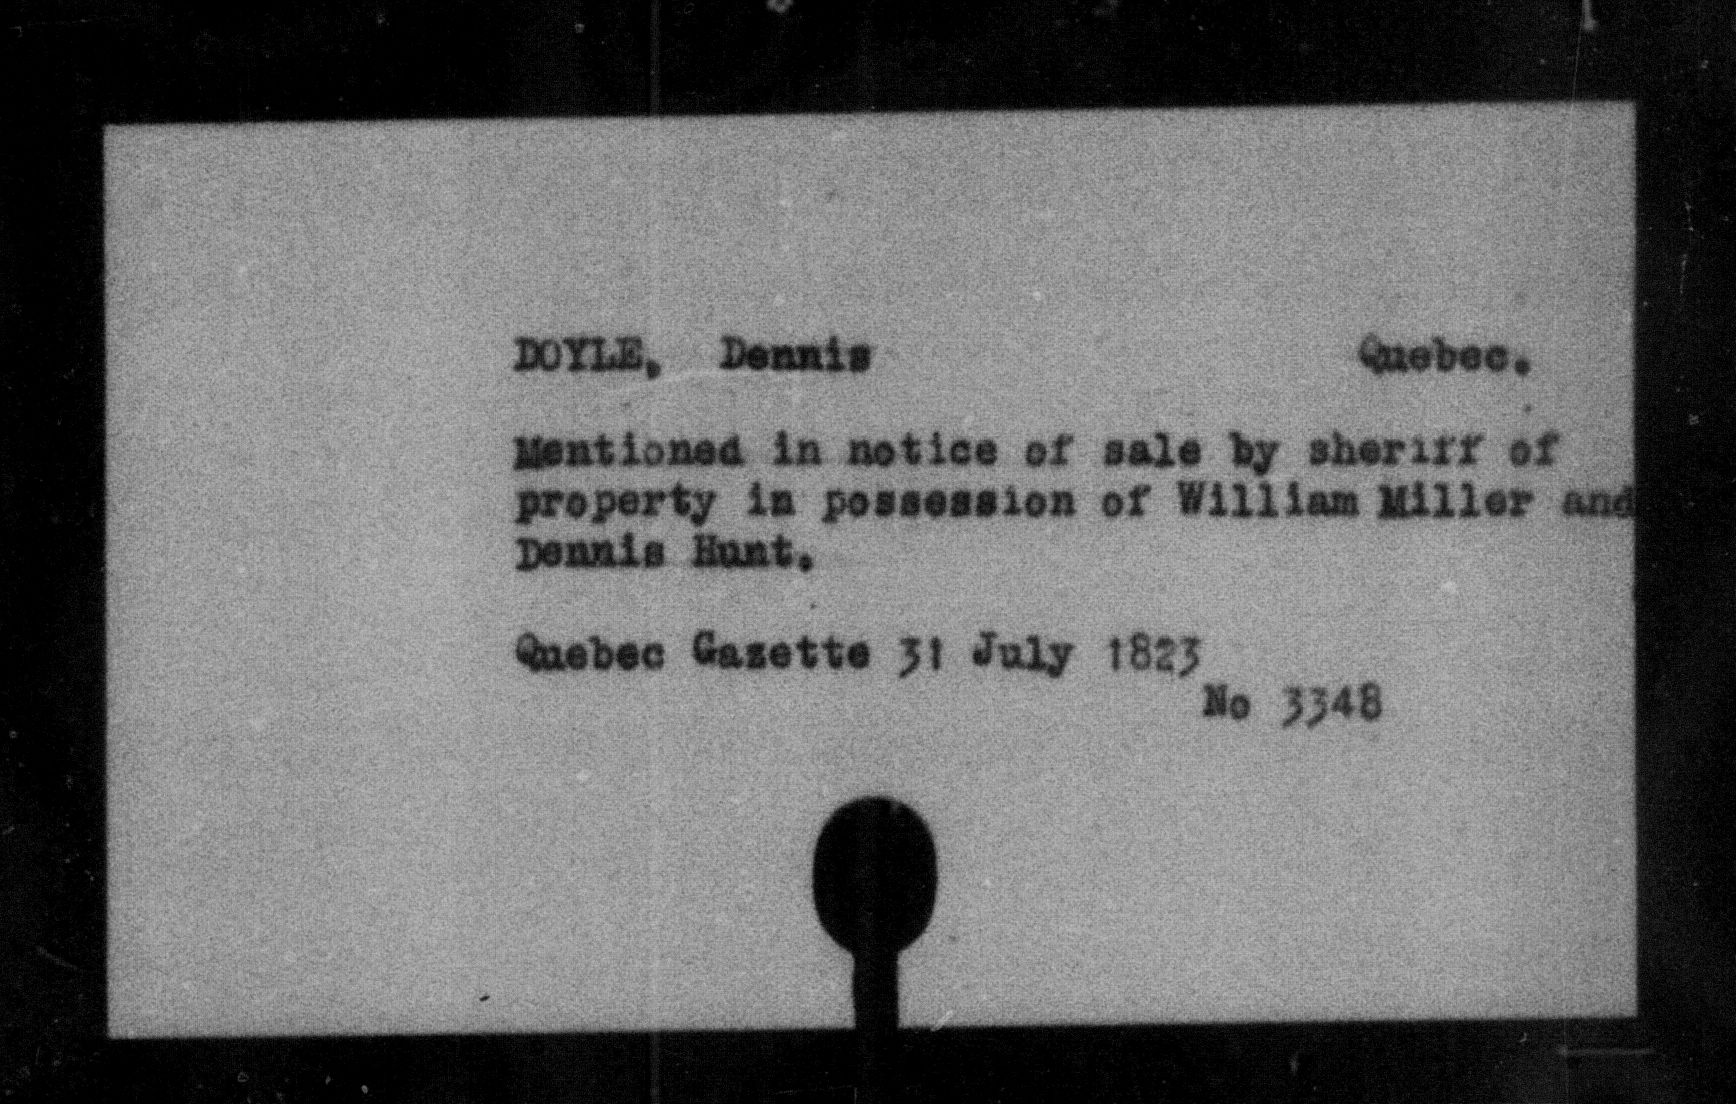 DOYLE, Dennis Quebec.
Mentioned in notice of sale by sheriff of
property in possession of William Miller and
Dennis Hunt.
Quebec Gazette 31 July 1823
No 3348